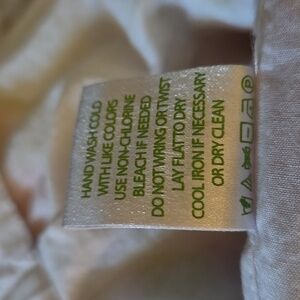 HAND WASH COLD
WITH LIKE COLORS
USE NON-CHLORINE
BLEACH IF NEEDED
DO NOT WRING OR TWIST
LAY FLAT TO DRY
COOL IRON IF NECESSARY
OR DRY CLEAN